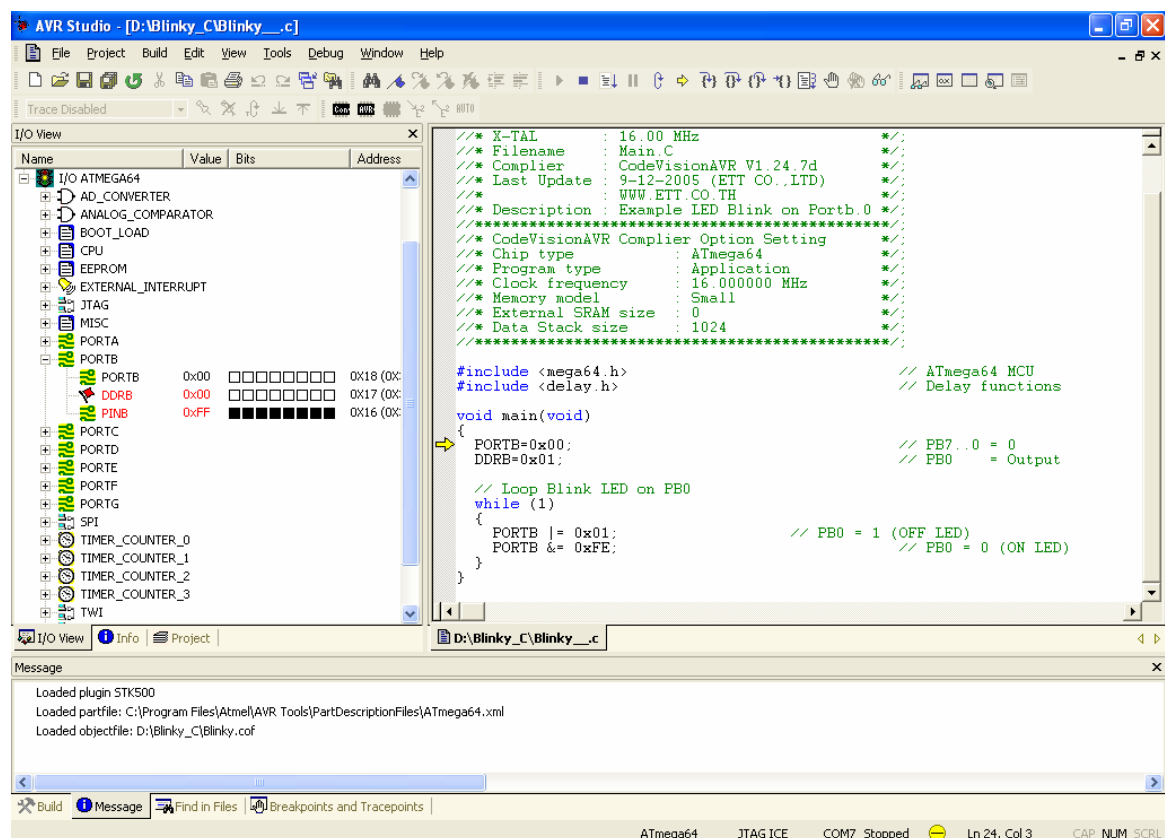 AVR Studio - [D:\Blinky_C\Blinky__.c]
File Project Build Edit View Tools Debug Window Help
Trace Disabled
Con AVR AUTO
I/O View
Name Value Bits Address
I/O ATMEGA64
AD_CONVERTER
ANALOG_COMPARATOR
BOOT_LOAD
CPU
EEPROM
EXTERNAL_INTERRUPT
JTAG
MISC
PORTA
PORTB
PORTB 0x00 0X18 (0X
DDRB 0x00 0X17 (0X
PINB 0xFF 0X16 (0X
PORTC
PORTD
PORTE
PORTF
PORTG
SPI
TIMER_COUNTER_0
TIMER_COUNTER_1
TIMER_COUNTER_2
TIMER_COUNTER_3
TWI
I/O View Info Project
//* X-TAL : 16.00 MHz */;
//* Filename : Main.C */;
//* Complier : CodeVisionAVR V1.24.7d */;
//* Last Update : 9-12-2005 (ETT CO.,LTD) */;
//* : WWW.ETT.CO.TH */;
//* Description : Example LED Blink on Portb.0 */;
//**********************************************/;
//* CodeVisionAVR Complier Option Setting */;
//* Chip type : ATmega64 */;
//* Program type : Application */;
//* Clock frequency : 16.000000 MHz */;
//* Memory model : Small */;
//* External SRAM size : 0 */;
//* Data Stack size : 1024 */;
//**********************************************/;
#include <mega64.h> // ATmega64 MCU
#include <delay.h> // Delay functions
void main(void)
{
PORTB=0x00; // PB7..0 = 0
DDRB=0x01; // PB0 = Output
// Loop Blink LED on PB0
while (1)
{
PORTB |= 0x01; // PB0 = 1 (OFF LED)
PORTB &= 0xFE; // PB0 = 0 (ON LED)
}
}
D:\Blinky_C\Blinky__.c
Message
Loaded plugin STK500
Loaded partfile: C:\Program Files\Atmel\AVR Tools\PartDescriptionFiles\ATmega64.xml
Loaded objectfile: D:\Blinky_C\Blinky.cof
Build Message Find in Files Breakpoints and Tracepoints
ATmega64 JTAG ICE COM7 Stopped Ln 24, Col 3 CAP NUM SCRL